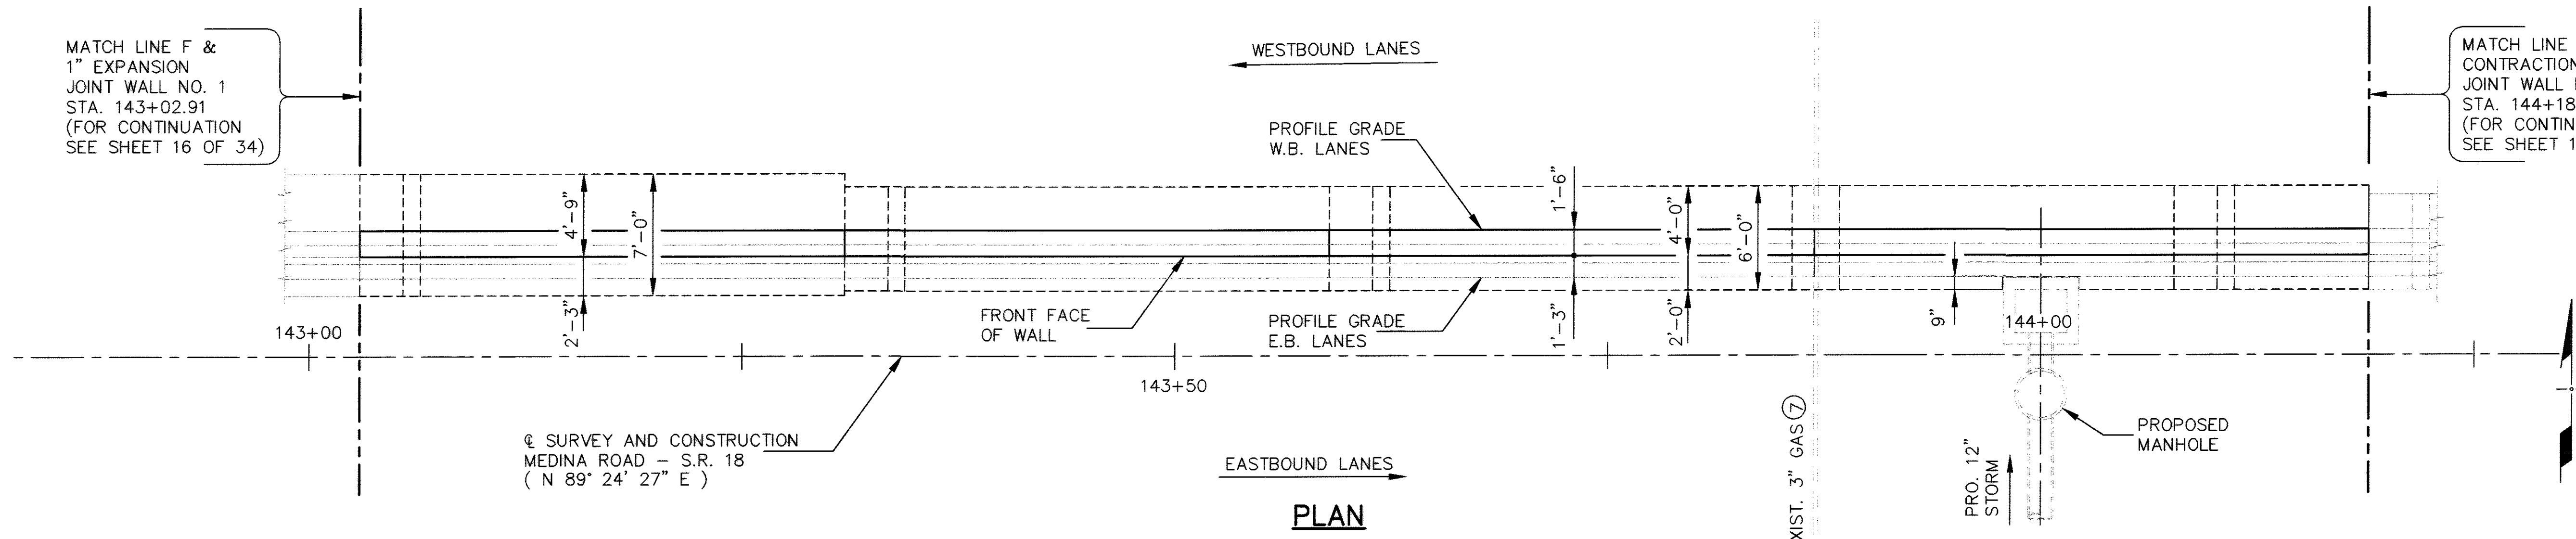 MATCH LINE F &
1" EXPANSION
JOINT WALL NO. 1
STA. 143+02.91
(FOR CONTINUATION
SEE SHEET 16 OF 34)
WESTBOUND LANES
MATCH LINE
CONTRACTION
JOINT WALL
STA. 144+18
(FOR CONTIN
SEE SHEET 1
PROFILE GRADE
W.B. LANES
1'-6"
4'-9"
7'-0"
4'-0"
6'-0"
2'-3"
1'-3"
2'-0"
9"
FRONT FACE
OF WALL
PROFILE GRADE
E.B. LANES
143+00
143+50
144+00
℄ SURVEY AND CONSTRUCTION
MEDINA ROAD – S.R. 18
( N 89° 24' 27" E )
EASTBOUND LANES
PLAN
XIST. 3" GAS 7
PRO. 12"
STORM
PROPOSED
MANHOLE